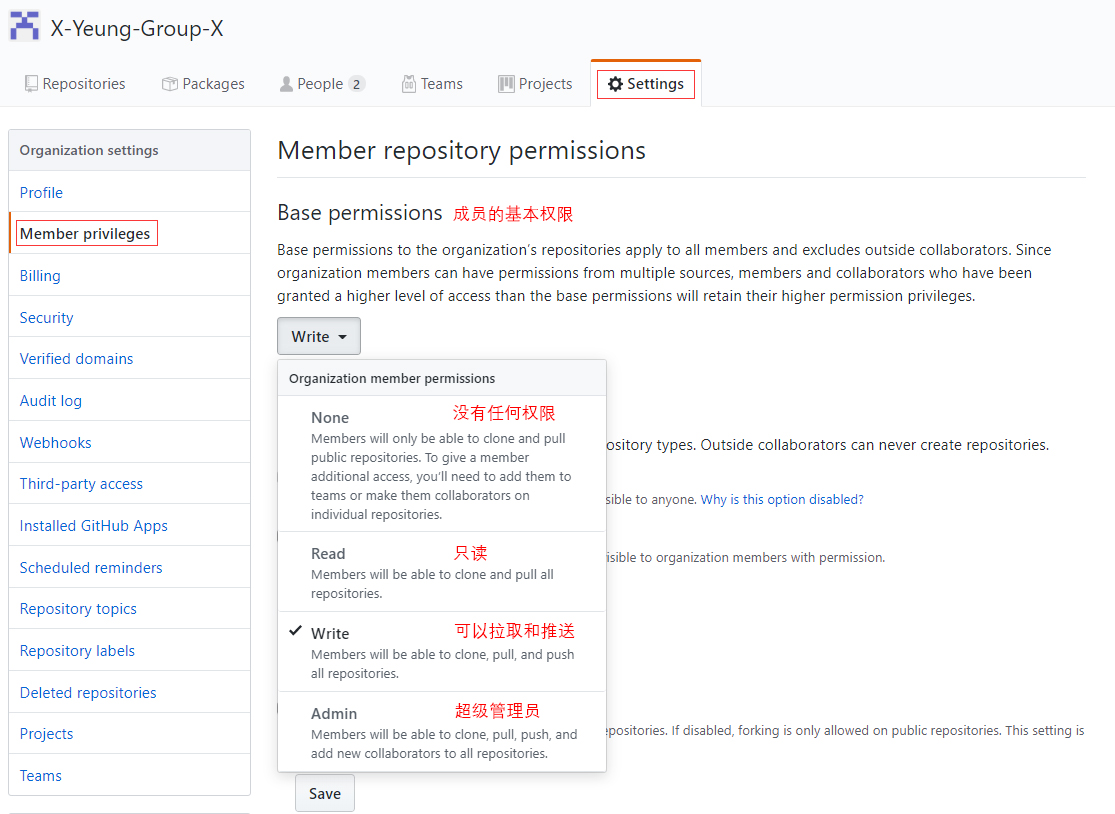 X-Yeung-Group-X
Repositories Packages People 2 Teams Projects Settings
Organization settings
Profile
Member privileges
Billing
Security
Verified domains
Audit log
Webhooks
Third-party access
Installed GitHub Apps
Scheduled reminders
Repository topics
Repository labels
Deleted repositories
Projects
Teams
Member repository permissions
Base permissions 成员的基本权限
Base permissions to the organization's repositories apply to all members and excludes outside collaborators. Since
organization members can have permissions from multiple sources, members and collaborators who have been
granted a higher level of access than the base permissions will retain their higher permission privileges.
Write
Organization member permissions
None 没有任何权限
Members will only be able to clone and pull
public repositories. To give a member
additional access, you'll need to add them to
teams or make them collaborators on
individual repositories.
Read 只读
Members will be able to clone and pull all
repositories.
Write 可以拉取和推送
Members will be able to clone, pull, and push
all repositories.
Admin 超级管理员
Members will be able to clone, pull, push, and
add new collaborators to all repositories.
ository types. Outside collaborators can never create repositories.
sible to anyone. Why is this option disabled?
isible to organization members with permission.
epositories. If disabled, forking is only allowed on public repositories. This setting is
Save